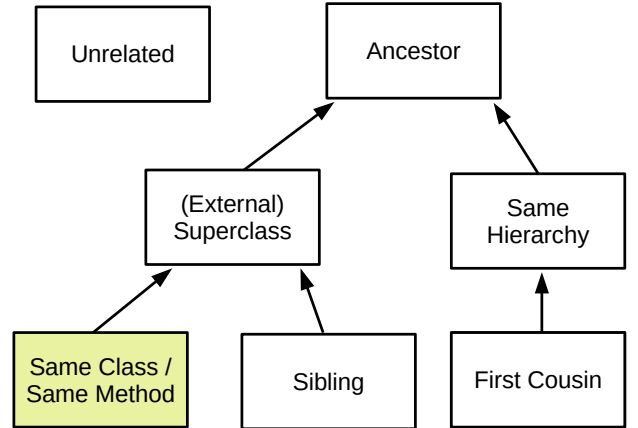 Unrelated
Ancestor
(External)
Superclass
Same
Hierarchy
Same Class /
Same Method
Sibling
First Cousin